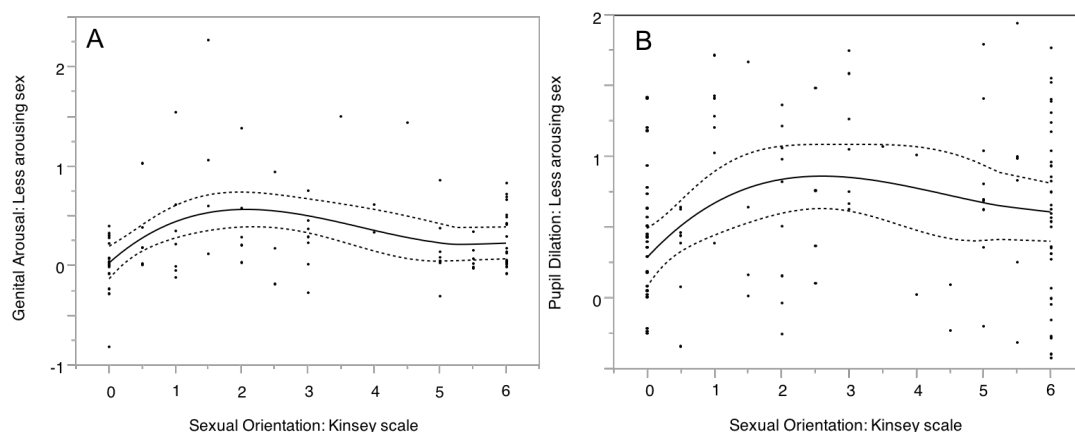 A
2
1
0
-1
Genital Arousal: Less arousing sex
0 1 2 3 4 5 6
Sexual Orientation: Kinsey scale
B
2
1
0
Pupil Dilation: Less arousing sex
0 1 2 3 4 5 6
Sexual Orientation: Kinsey scale